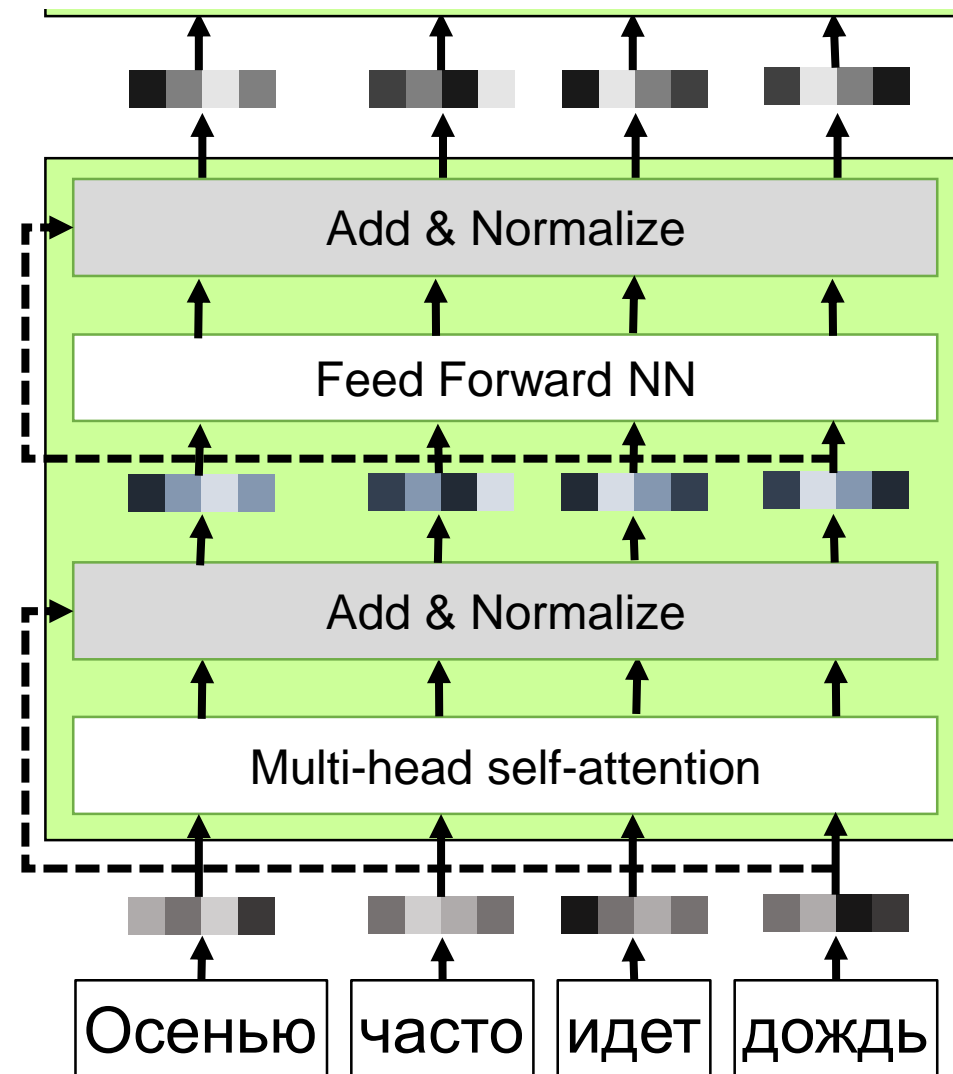 Add & Normalize
Feed Forward NN
Add & Normalize
Multi-head self-attention
Осенью часто идет дождь